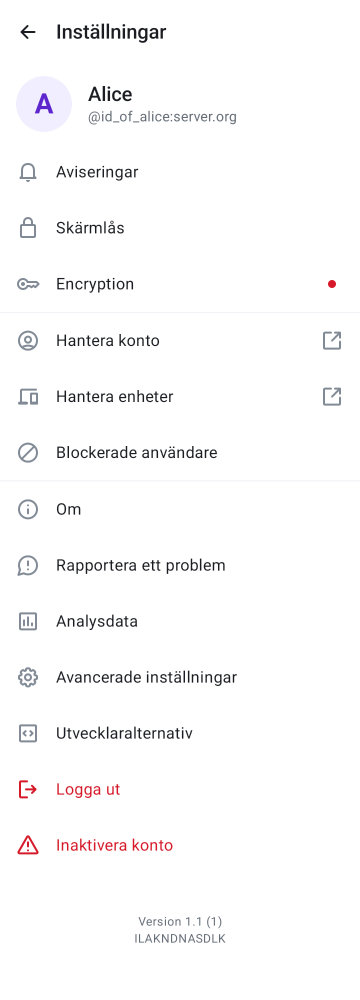 Inställningar
A
Alice
@id_of_alice:server.org
Aviseringar
Skärmlås
Encryption
Hantera konto
Hantera enheter
Blockerade användare
Om
Rapportera ett problem
Analysdata
Avancerade inställningar
Utvecklaralternativ
Logga ut
Inaktivera konto
Version 1.1 (1)
ILAKNDNASDLK